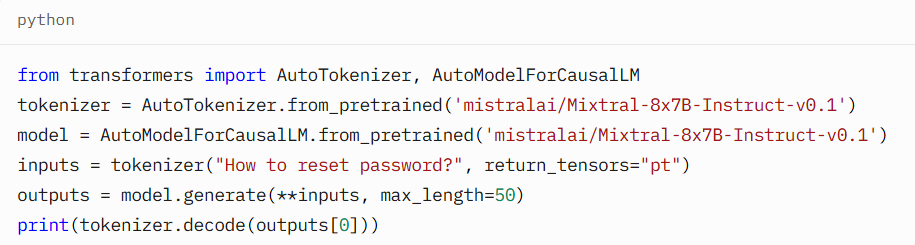 python
from transformers import AutoTokenizer, AutoModelForCausalLM
tokenizer = AutoTokenizer.from_pretrained('mistralai/Mixtral-8x7B-Instruct-v0.1')
model = AutoModelForCausalLM.from_pretrained('mistralai/Mixtral-8x7B-Instruct-v0.1')
inputs = tokenizer("How to reset password?", return_tensors="pt")
outputs = model.generate(**inputs, max_length=50)
print(tokenizer.decode(outputs[0]))